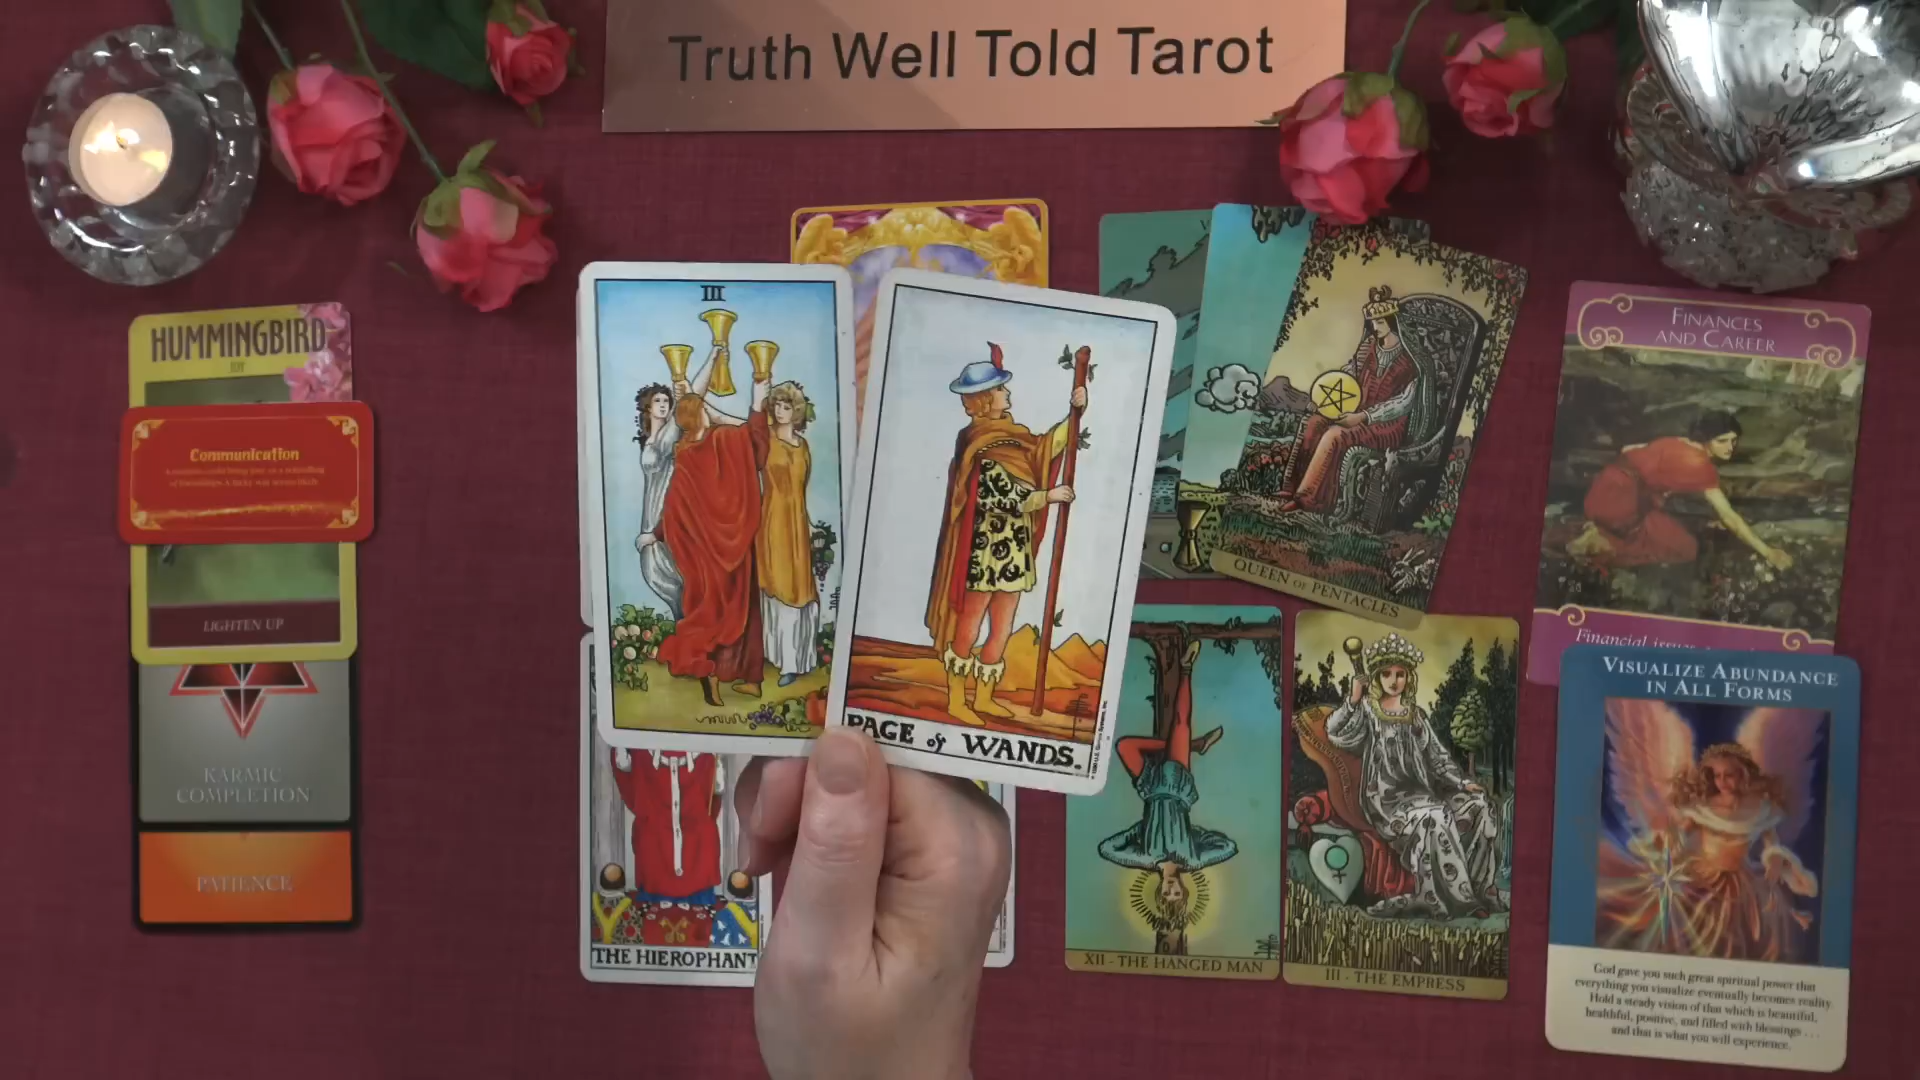 Truth Well Told Tarot
HUMMINGBIRD
JOY
Communication
LIGHTEN UP
KARMIC
COMPLETION
PATIENCE
III
PAGE of WANDS.
THE HIEROPHANT
QUEEN OF PENTACLES
XII - THE HANGED MAN
III - THE EMPRESS
FINANCES
AND CAREER
Financial issues
VISUALIZE ABUNDANCE
IN ALL FORMS
God gave you such great spiritual power that
everything you visualize eventually becomes reality.
Hold a steady vision of that which is beautiful,
healthful, positive, and filled with blessings . . .
and that is what you will experience.